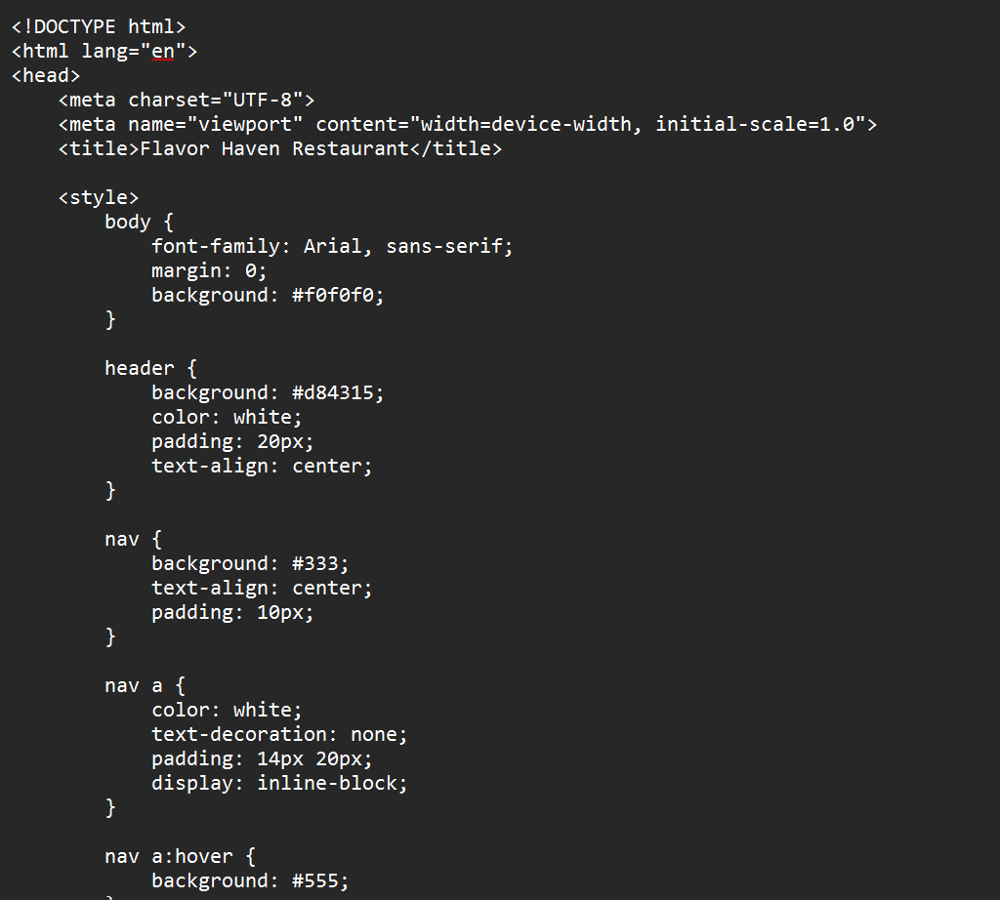 <!DOCTYPE html>
<html lang="en">
<head>
    <meta charset="UTF-8">
    <meta name="viewport" content="width=device-width, initial-scale=1.0">
    <title>Flavor Haven Restaurant</title>

    <style>
        body {
            font-family: Arial, sans-serif;
            margin: 0;
            background: #f0f0f0;
        }

        header {
            background: #d84315;
            color: white;
            padding: 20px;
            text-align: center;
        }

        nav {
            background: #333;
            text-align: center;
            padding: 10px;
        }

        nav a {
            color: white;
            text-decoration: none;
            padding: 14px 20px;
            display: inline-block;
        }

        nav a:hover {
            background: #555;